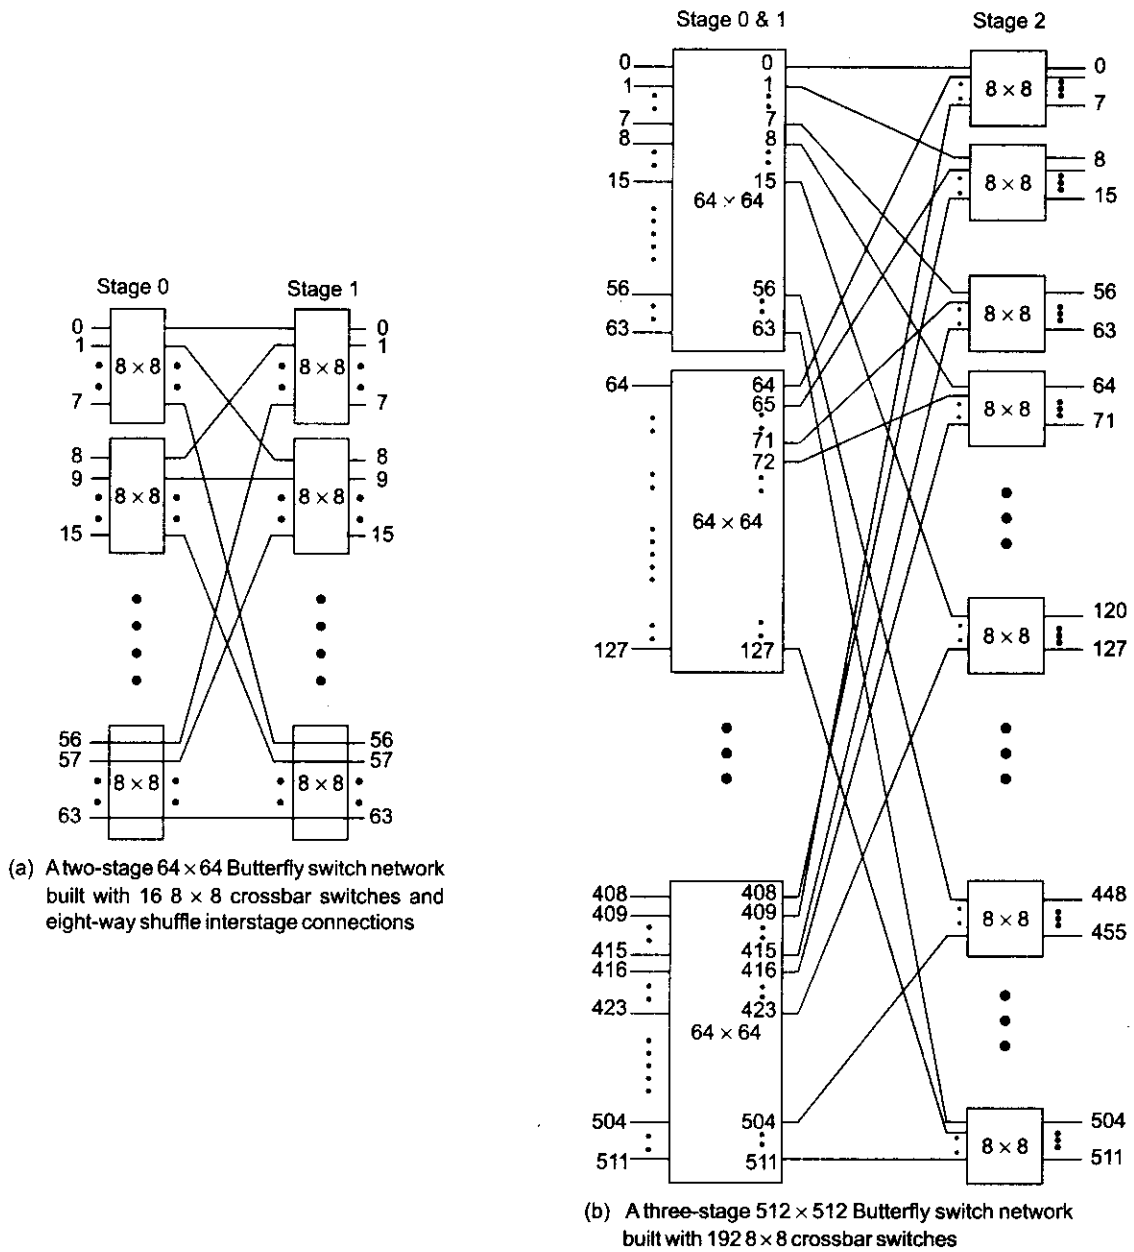 Stage 0
Stage 1
0
1
7
8
9
15
56
57
63
8 × 8
8 × 8
8 × 8
8 × 8
8 × 8
8 × 8
0
1
7
8
9
15
56
57
63
(a) A two-stage 64 × 64 Butterfly switch network
built with 16 8 × 8 crossbar switches and
eight-way shuffle interstage connections
Stage 0 & 1
Stage 2
0
1
7
8
15
56
63
64
127
408
409
415
416
423
504
511
64 × 64
64 × 64
64 × 64
0
1
7
8
15
56
63
64
65
71
72
127
408
409
415
416
423
504
511
8 × 8
8 × 8
8 × 8
8 × 8
8 × 8
8 × 8
8 × 8
0
7
8
15
56
63
64
71
120
127
448
455
504
511
(b) A three-stage 512 × 512 Butterfly switch network
built with 192 8 × 8 crossbar switches